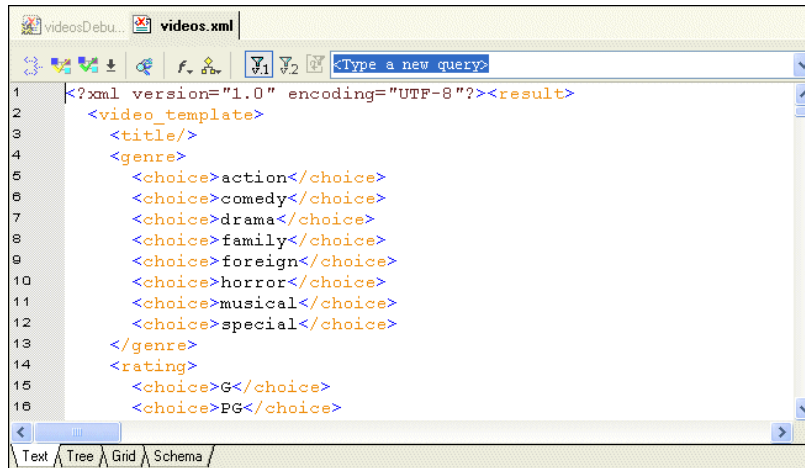 videosDebu... videos.xml
f. V.1 V.2 <Type a new query>
1 <?xml version="1.0" encoding="UTF-8"?><result>
2 <video_template>
3 <title/>
4 <genre>
5 <choice>action</choice>
6 <choice>comedy</choice>
7 <choice>drama</choice>
8 <choice>family</choice>
9 <choice>foreign</choice>
10 <choice>horror</choice>
11 <choice>musical</choice>
12 <choice>special</choice>
13 </genre>
14 <rating>
15 <choice>G</choice>
16 <choice>PG</choice>
Text Tree Grid Schema